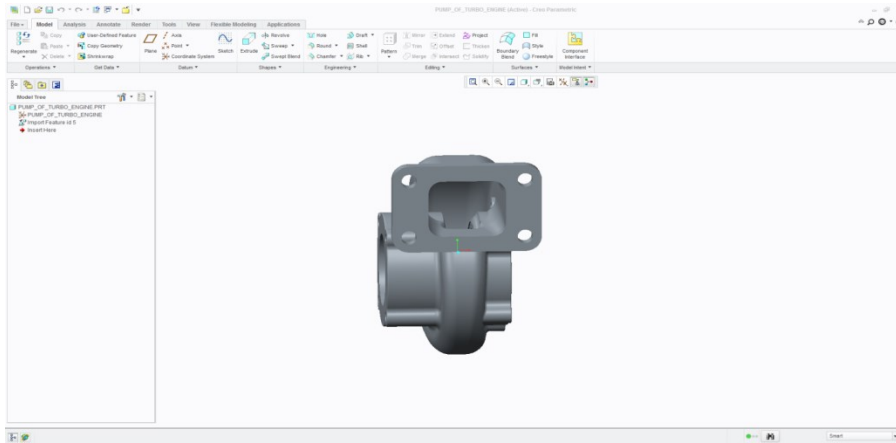 PUMP_OF_TURBO_ENGINE (Active) - Creo Parametric
File Model Analysis Annotate Render Tools View Flexible Modeling Applications
Regenerate
Copy
Paste
Delete
Operations
User-Defined Feature
Copy Geometry
Shrinkwrap
Get Data
Plane
Axis
Point
Coordinate System
Datum
Sketch
Extrude
Revolve
Sweep
Swept Blend
Shapes
Hole
Round
Chamfer
Draft
Shell
Rib
Engineering
Pattern
Mirror
Trim
Merge
Extend
Offset
Intersect
Project
Thicken
Solidify
Editing
Boundary
Blend
Fill
Style
Freestyle
Surfaces
Component
Interface
Model Intent
Model Tree
PUMP_OF_TURBO_ENGINE.PRT
PUMP_OF_TURBO_ENGINE
Import Feature id 5
Insert Here
Smart